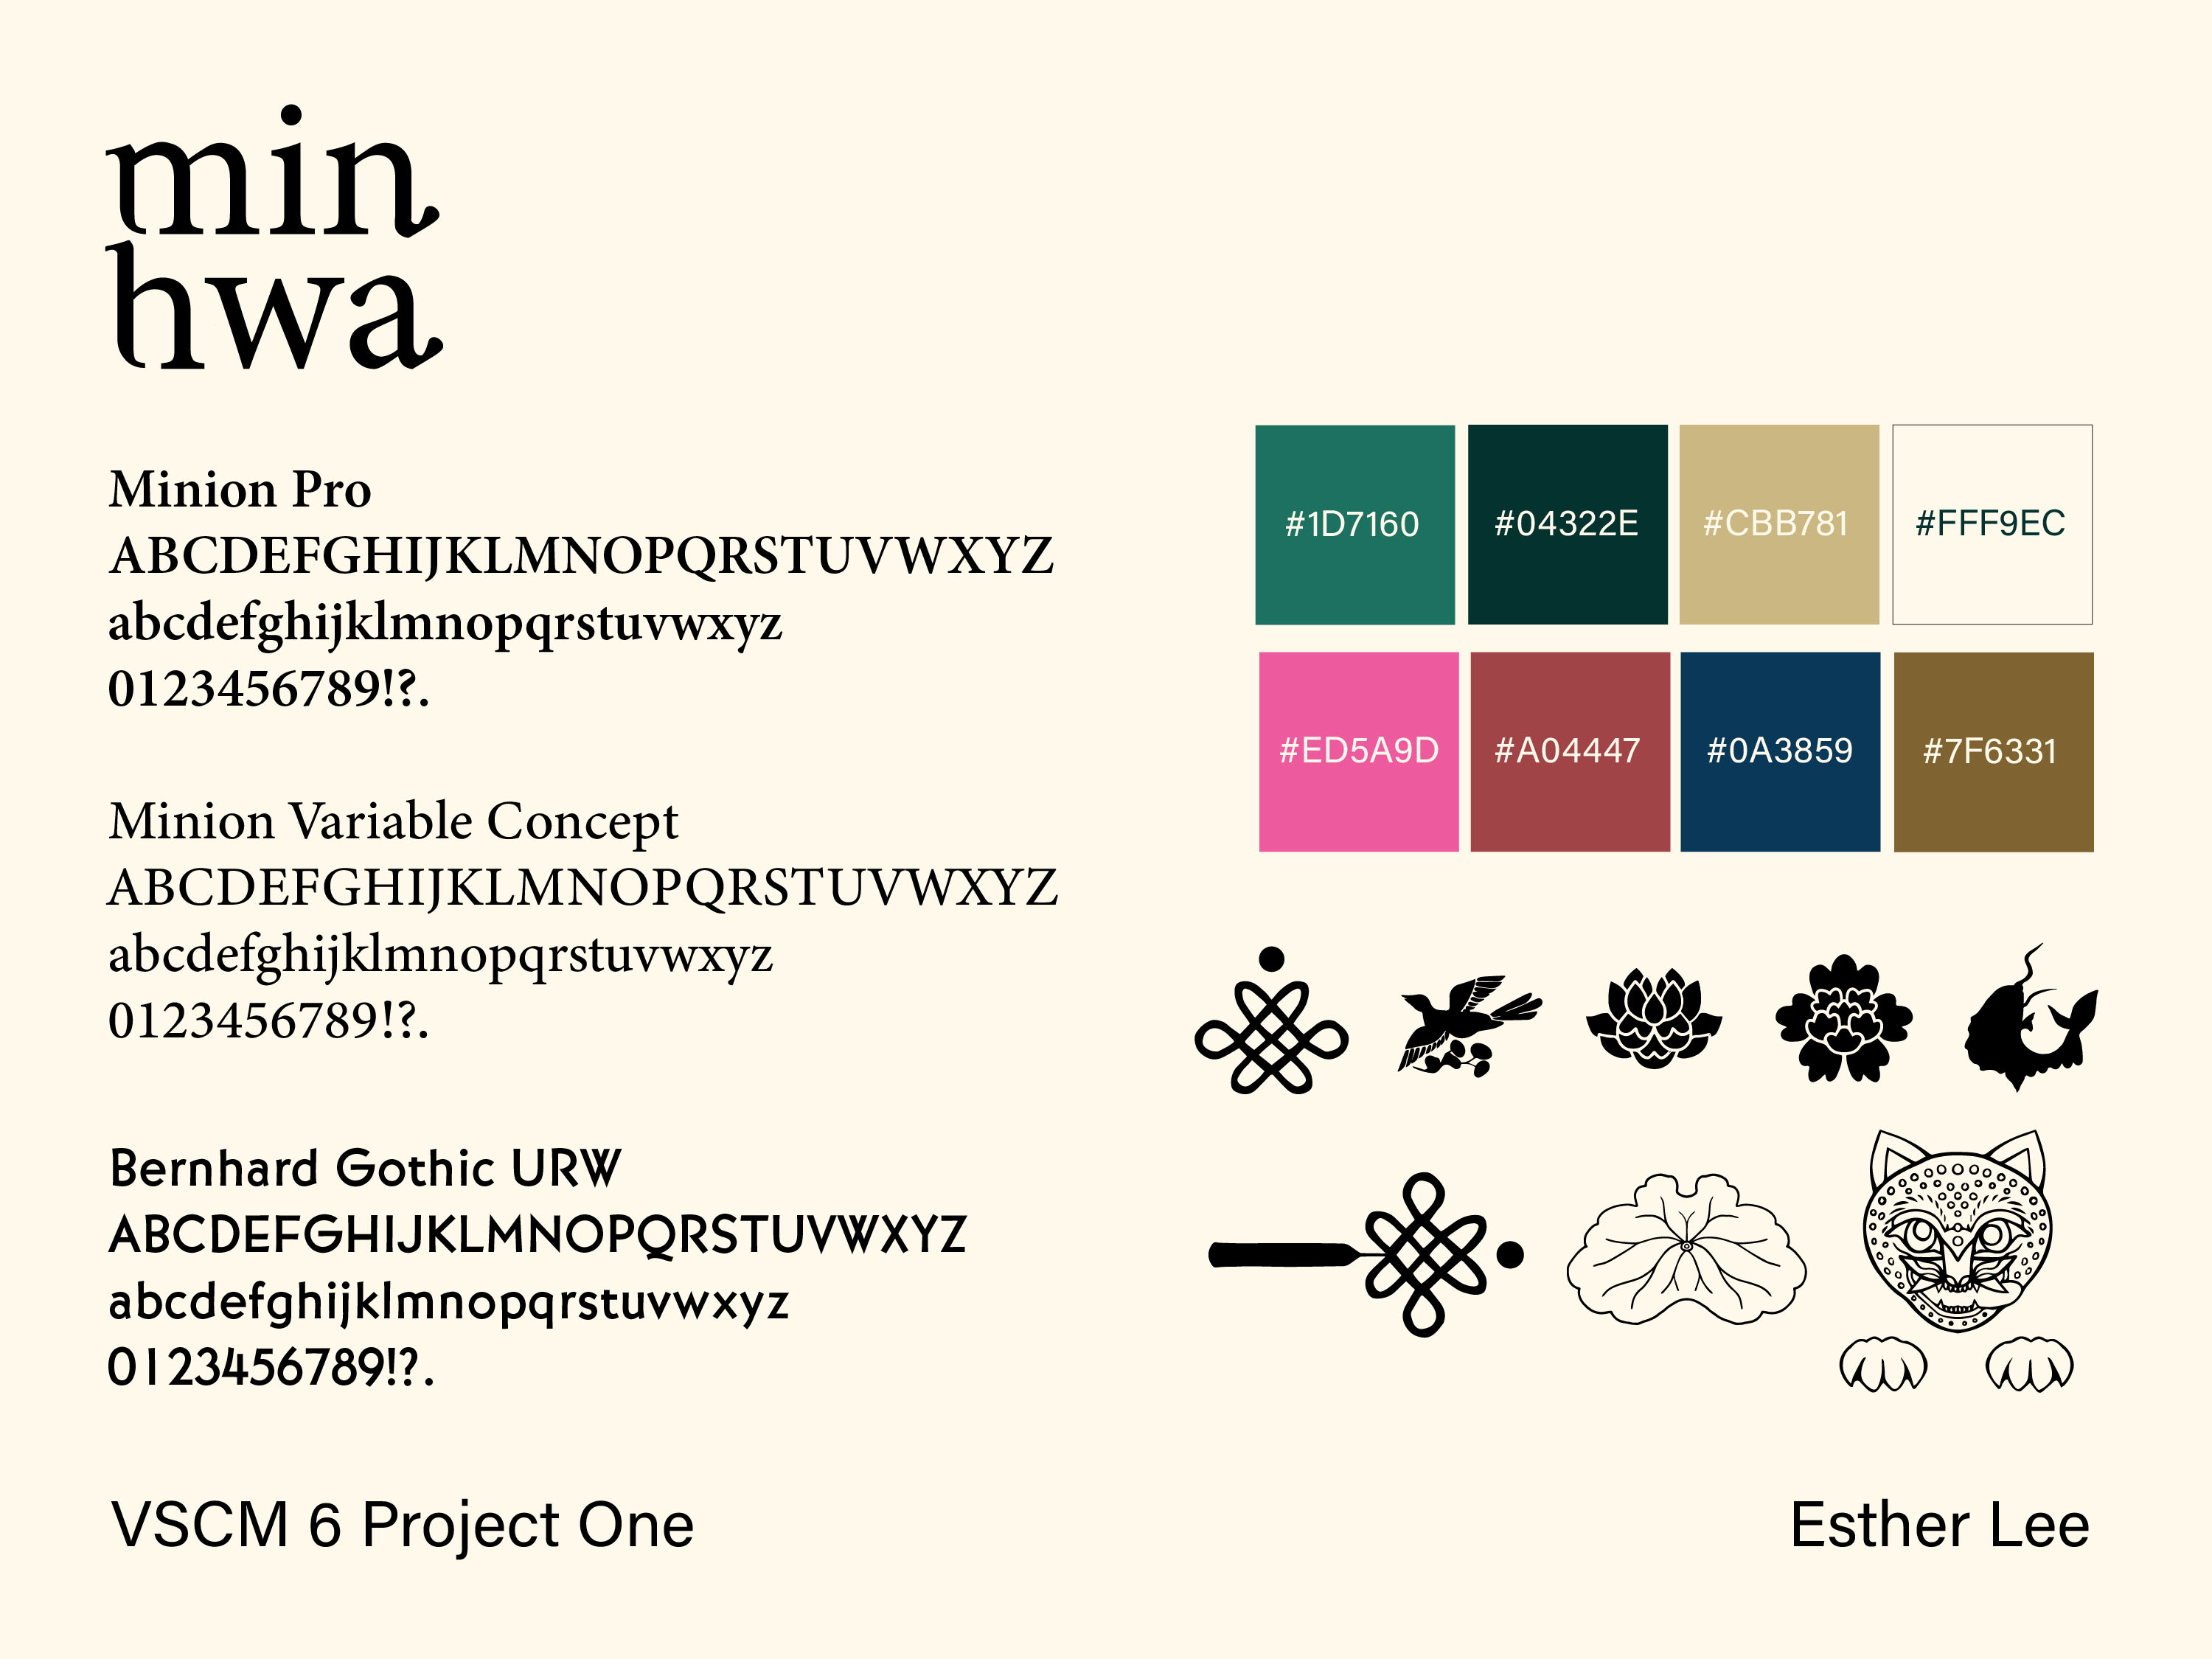 min
hwa
Minion Pro
ABCDEFGHIJKLMNOPQRSTUVWXYZ
abcdefghijklmnopqrstuvwxyz
0123456789!?.
Minion Variable Concept
ABCDEFGHIJKLMNOPQRSTUVWXYZ
abcdefghijklmnopqrstuvwxyz
0123456789!?.
Bernhard Gothic URW
ABCDEFGHIJKLMNOPQRSTUVWXYZ
abcdefghijklmnopqrstuvwxyz
0123456789!?.
#1D7160 #04322E #CBB781 #FFF9EC
#ED5A9D #A04447 #0A3859 #7F6331
VSCM 6 Project One
Esther Lee